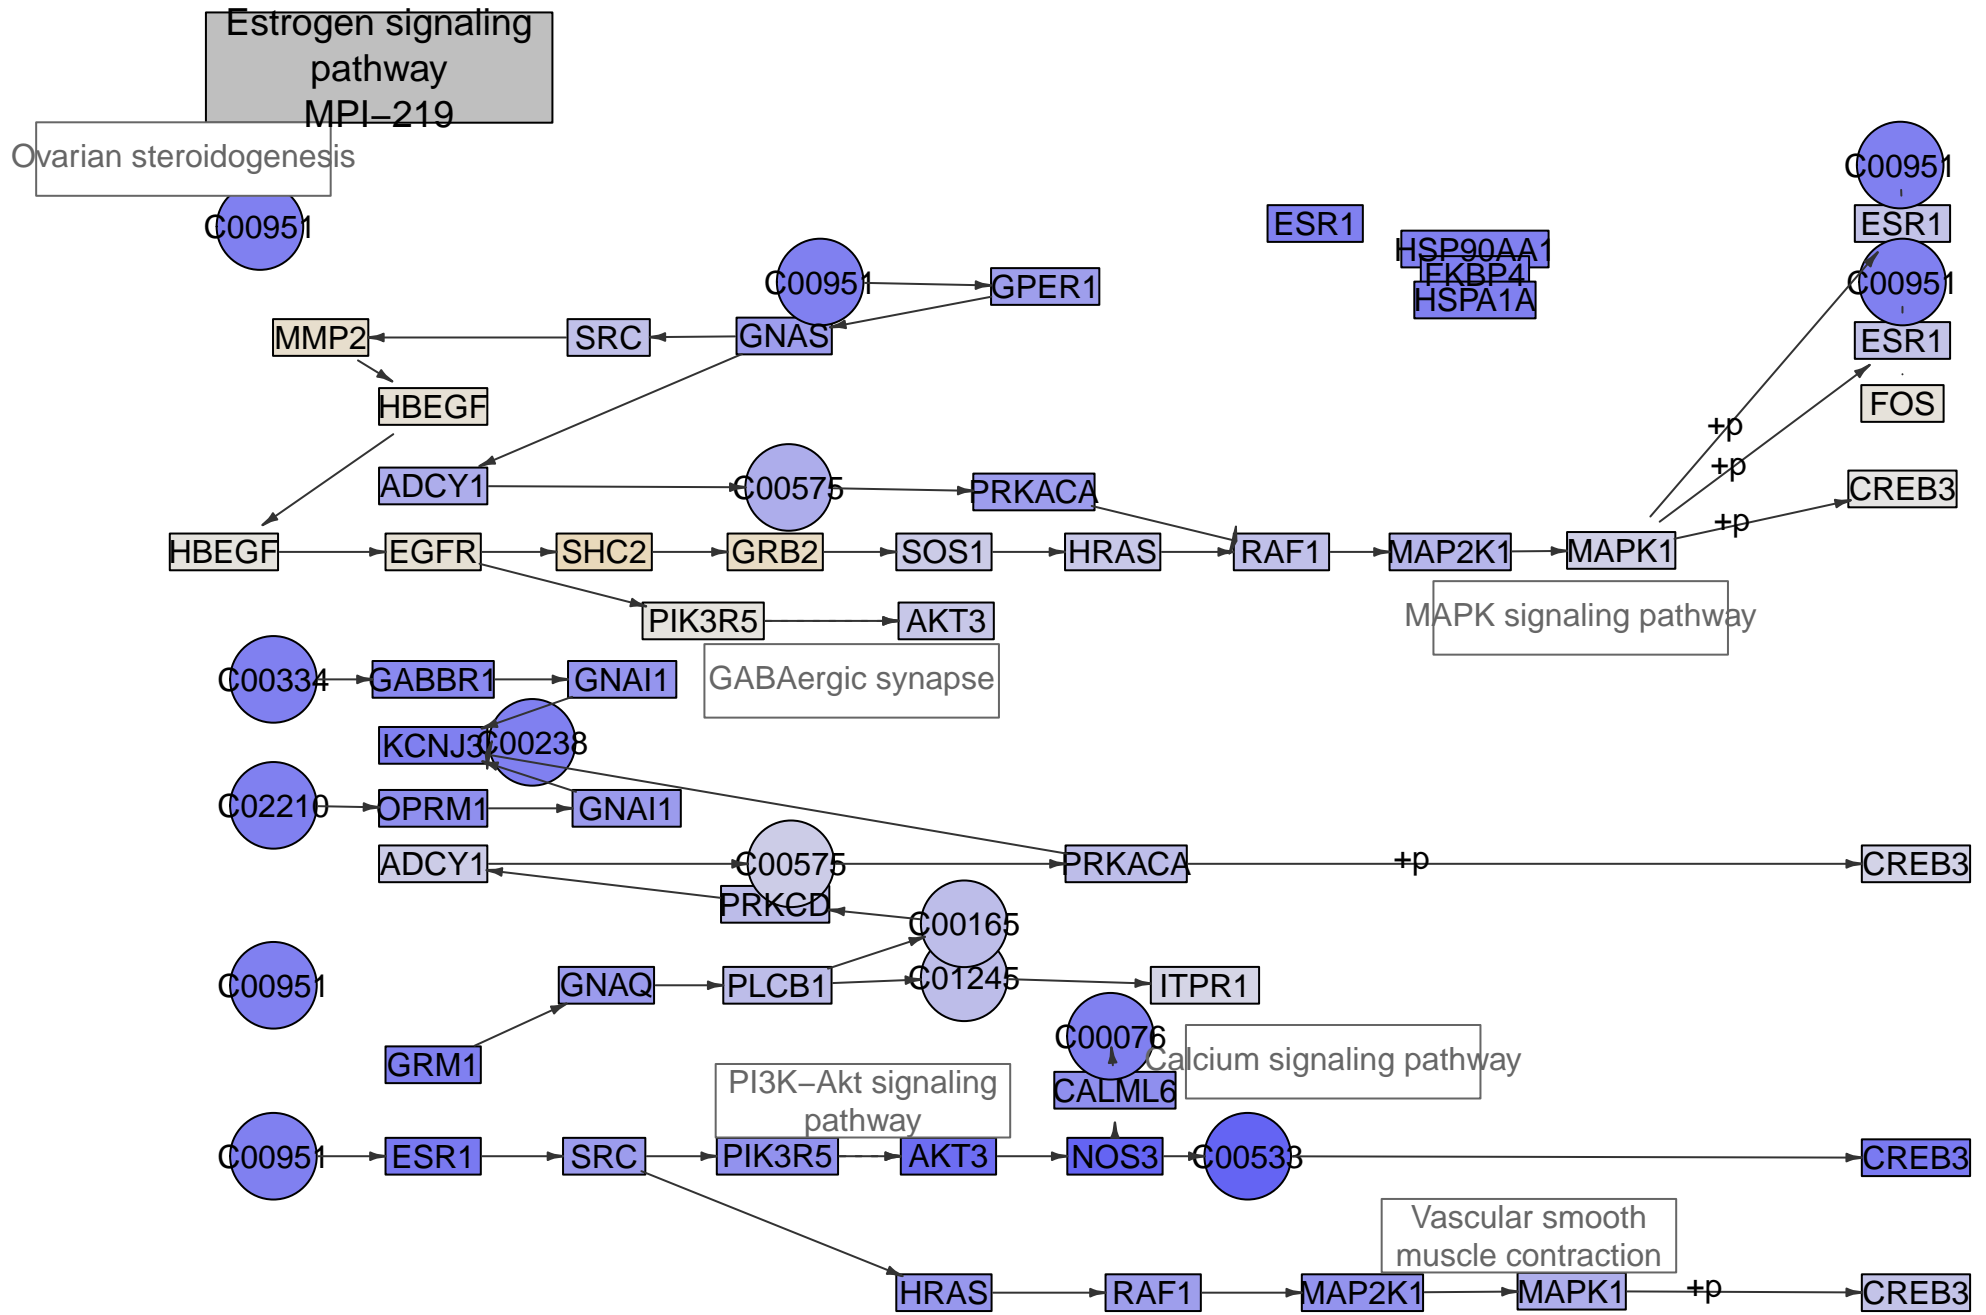 Estrogen signaling
pathway
MPI−219
Ovarian steroidogenesis
C00951
C00951
ESR1
ESR1
HSP90AA1
FKBP4
HSPA1A
C00951
GPER1
C00951
MMP2
SRC
GNAS
ESR1
HBEGF
FOS
+p
+p
ADCY1
C00575
PRKACA
CREB3
+p
HBEGF
EGFR
SHC2
GRB2
SOS1
HRAS
RAF1
MAP2K1
MAPK1
PIK3R5
AKT3
MAPK signaling pathway
C00334
GABBR1
GNAI1
GABAergic synapse
KCNJ3
C00238
C02210
OPRM1
GNAI1
ADCY1
C00575
PRKACA
+p
CREB3
PRKCD
C00165
C00951
GNAQ
PLCB1
C01245
ITPR1
C00076
Calcium signaling pathway
GRM1
CALML6
PI3K−Akt signaling
pathway
C00951
ESR1
SRC
PIK3R5
AKT3
NOS3
C00533
CREB3
Vascular smooth
muscle contraction
HRAS
RAF1
MAP2K1
MAPK1
+p
CREB3